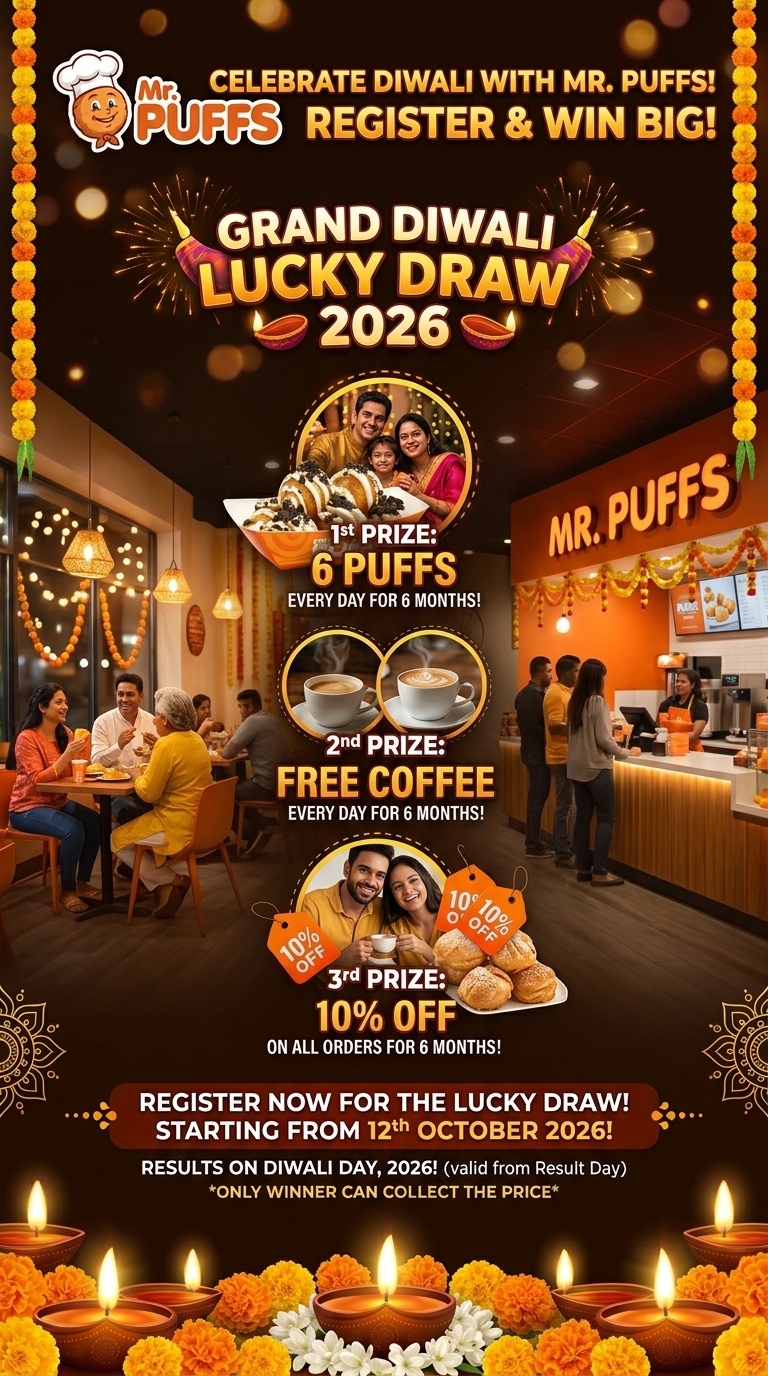 Mr.
PUFFS
CELEBRATE DIWALI WITH MR. PUFFS!
REGISTER & WIN BIG!
GRAND DIWALI
LUCKY DRAW
2026
MR. PUFFS
1st PRIZE:
6 PUFFS
EVERY DAY FOR 6 MONTHS!
2nd PRIZE:
FREE COFFEE
EVERY DAY FOR 6 MONTHS!
10%
OFF
10%
OFF
3rd PRIZE:
10% OFF
ON ALL ORDERS FOR 6 MONTHS!
REGISTER NOW FOR THE LUCKY DRAW!
STARTING FROM 12th OCTOBER 2026!
RESULTS ON DIWALI DAY, 2026! (valid from Result Day)
*ONLY WINNER CAN COLLECT THE PRICE*